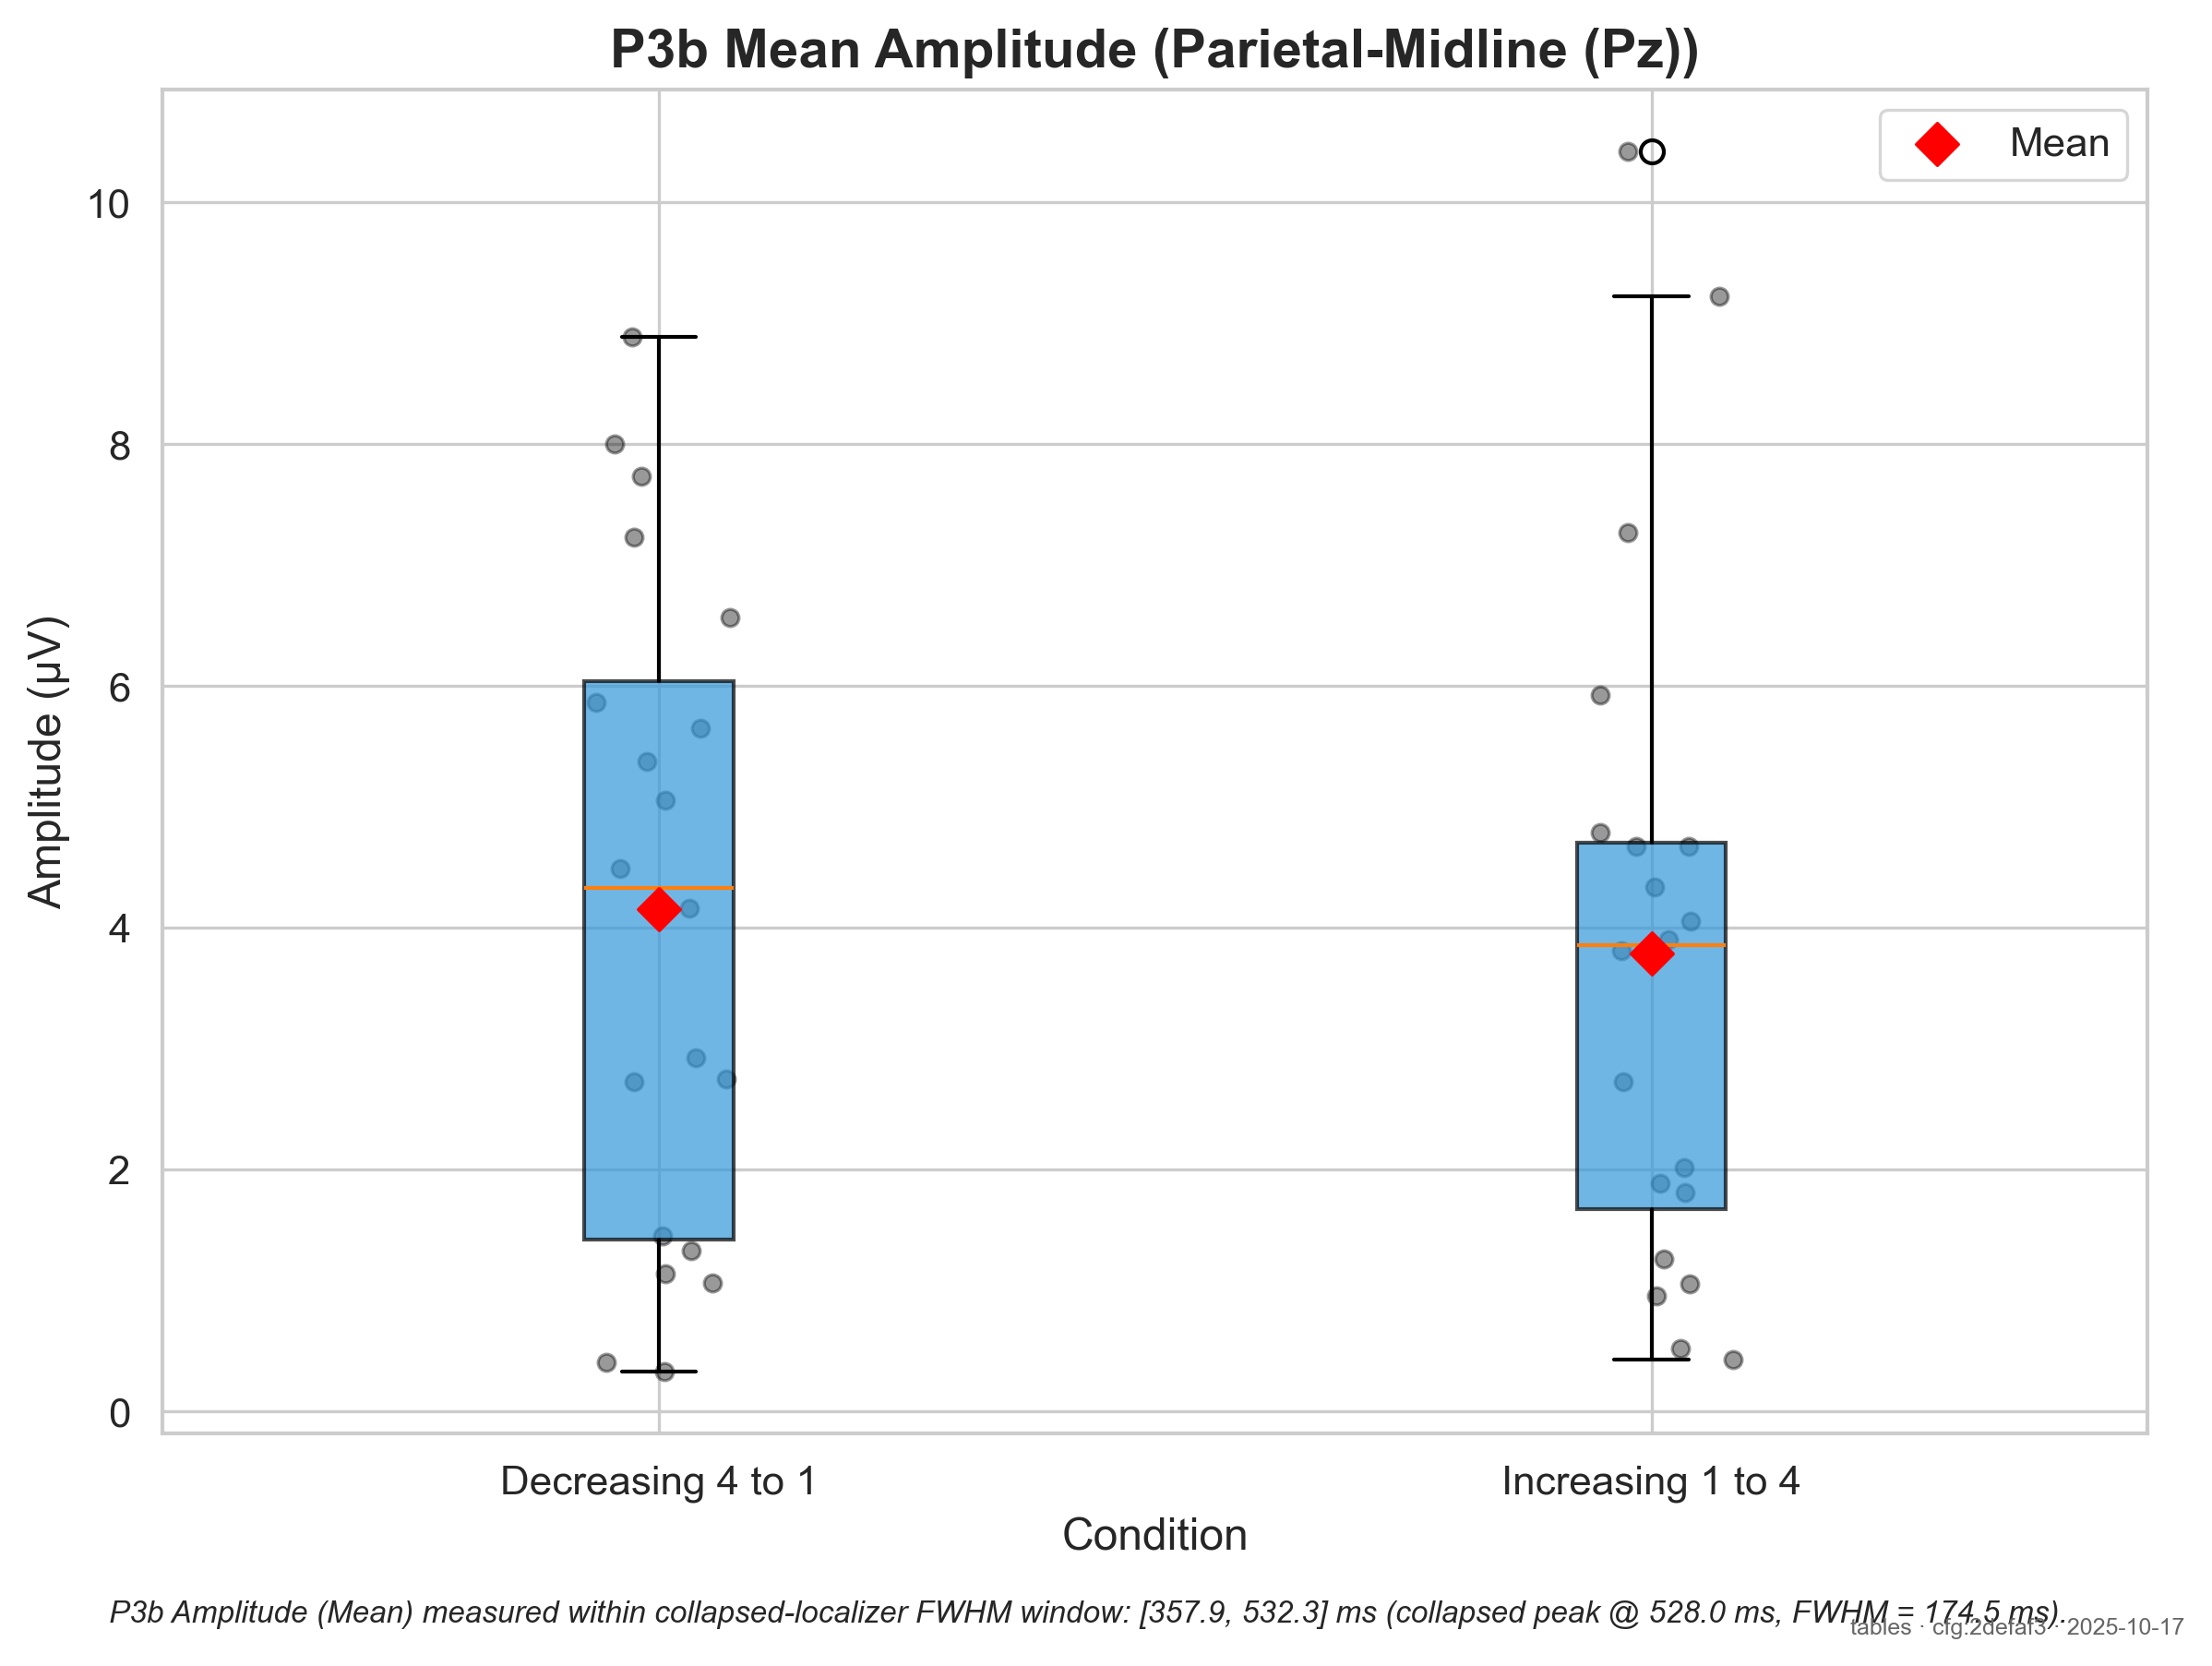 P3b Mean Amplitude (Parietal-Midline (Pz))
Mean
Amplitude (µV)
10
8
6
4
2
0
Decreasing 4 to 1
Increasing 1 to 4
Condition
P3b Amplitude (Mean) measured within collapsed-localizer FWHM window: [357.9, 532.3] ms (collapsed peak @ 528.0 ms, FWHM = 174.5 ms).
tables · cfg:2defaf3 · 2025-10-17